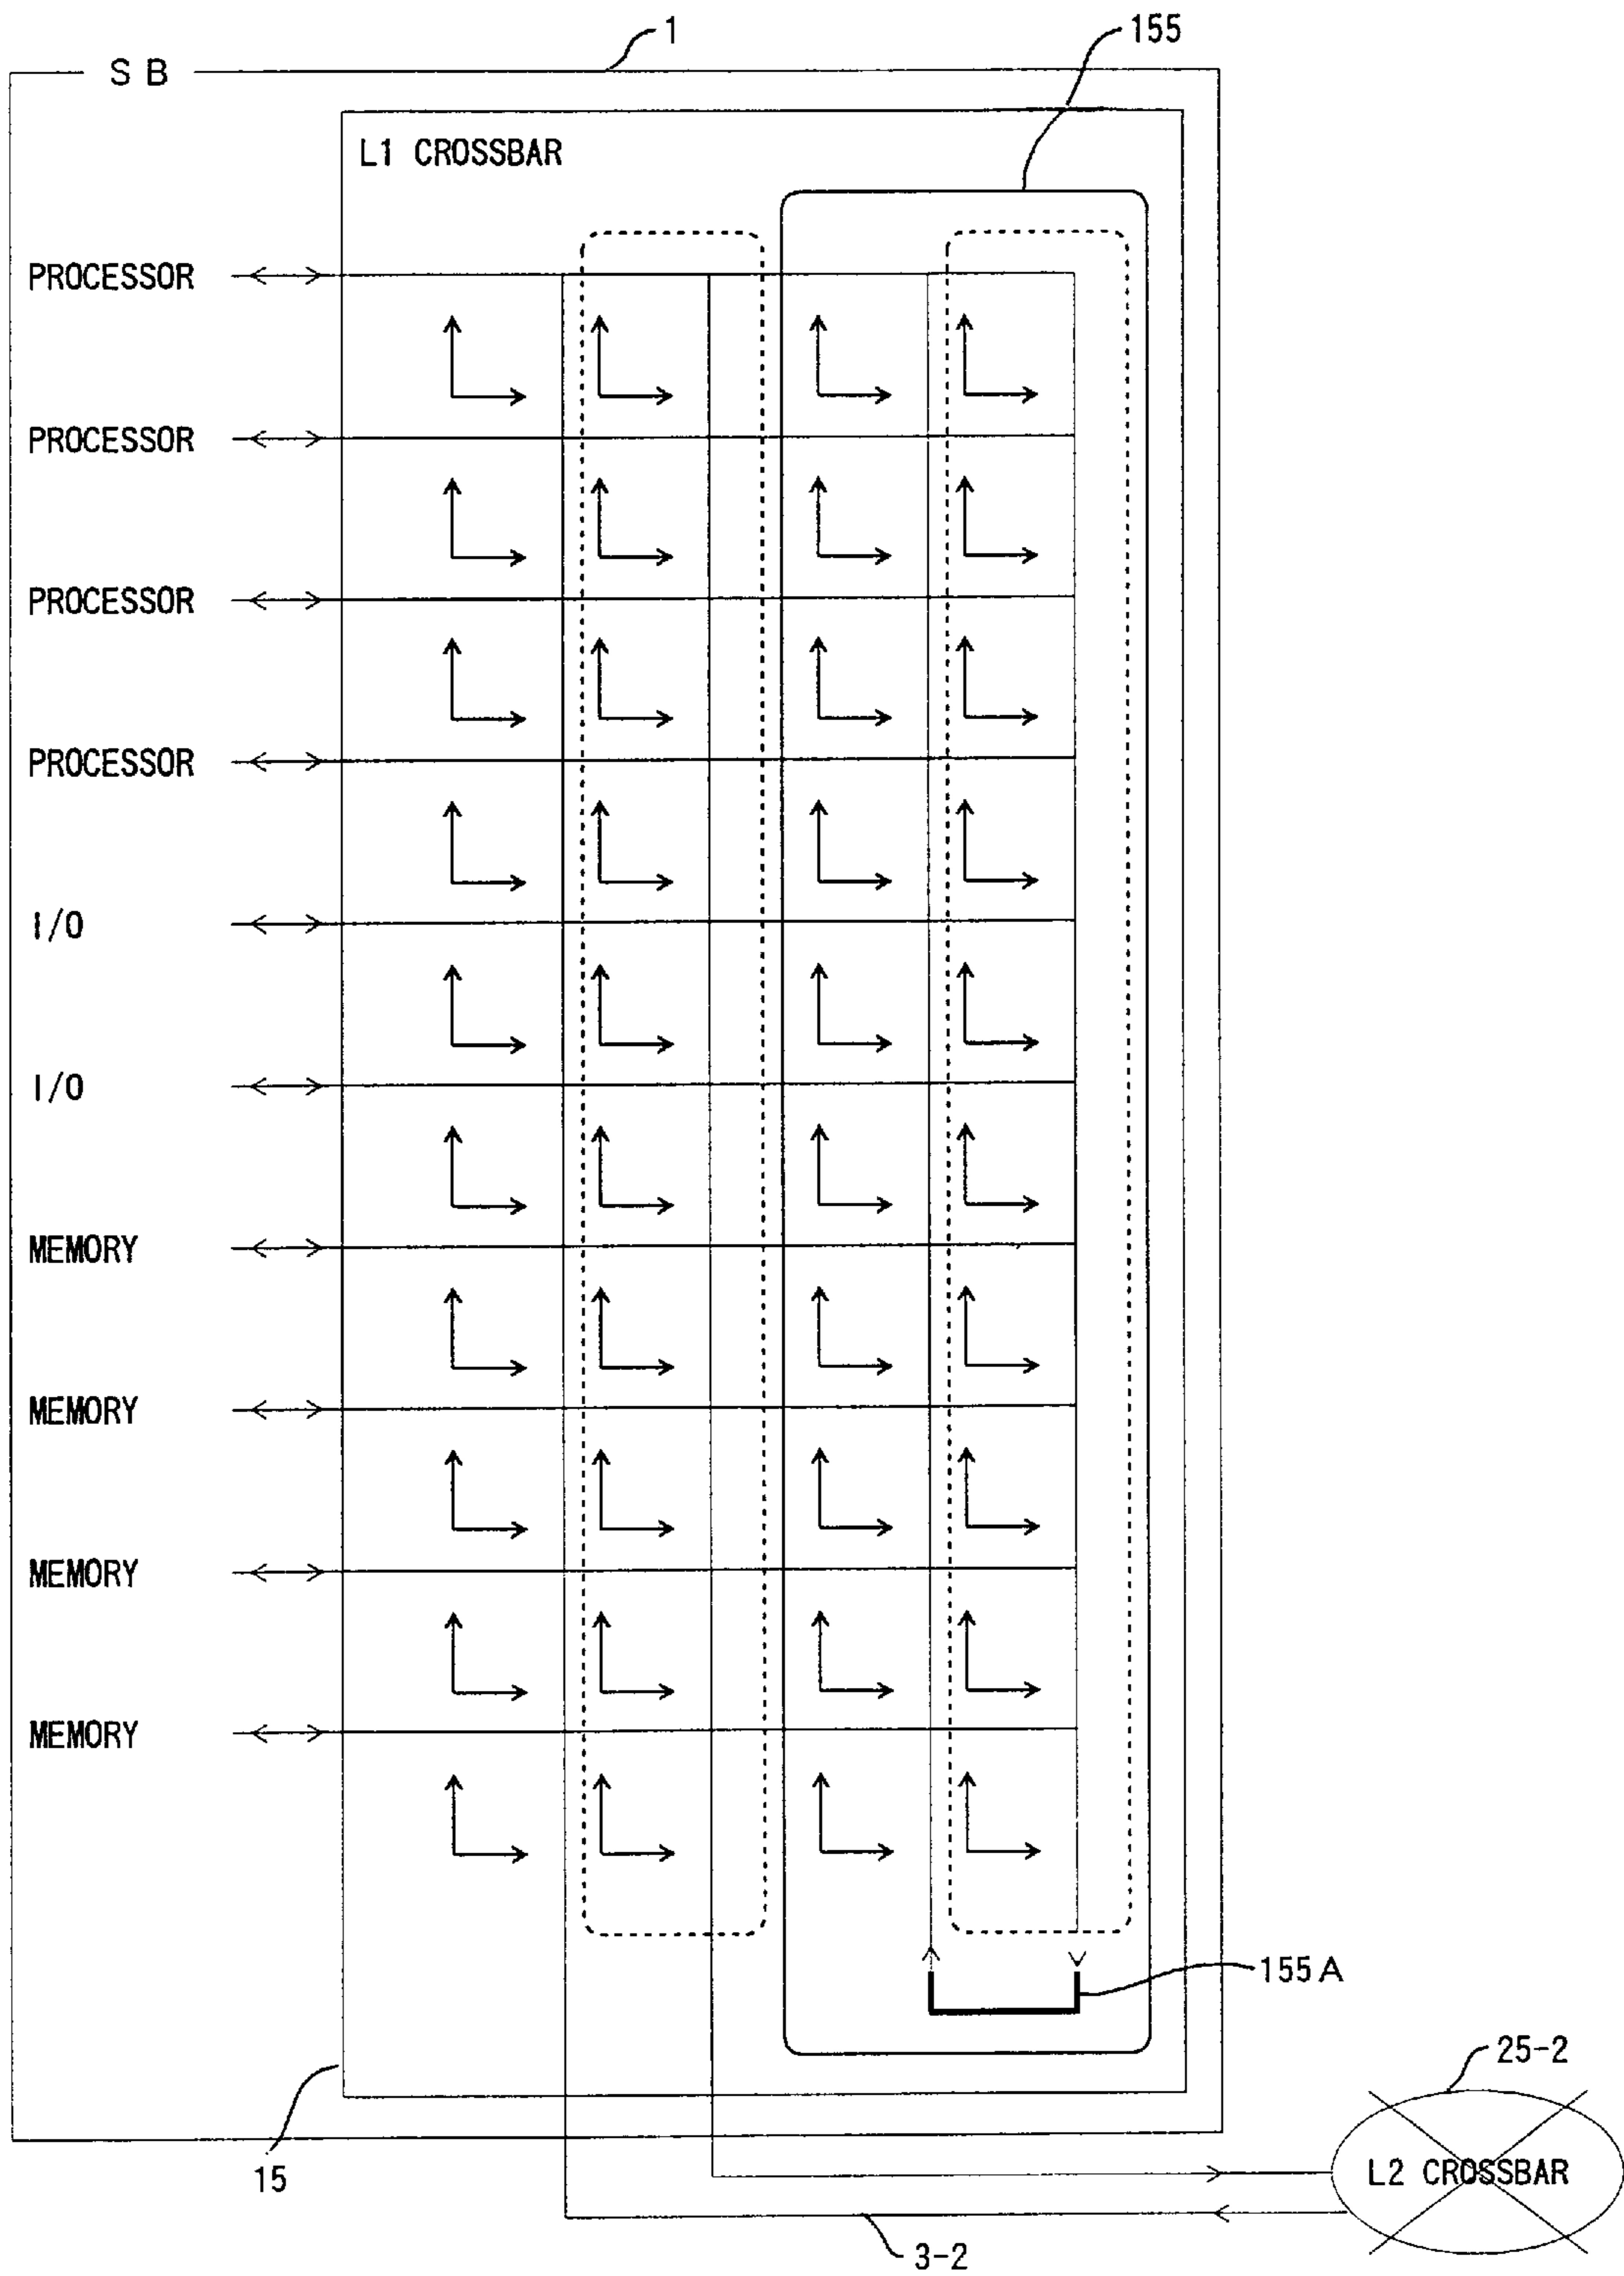 1
155
S B
L1 CROSSBAR
PROCESSOR
PROCESSOR
PROCESSOR
PROCESSOR
I/O
I/O
MEMORY
MEMORY
MEMORY
MEMORY
155A
25-2
15
L2 CROSSBAR
3-2